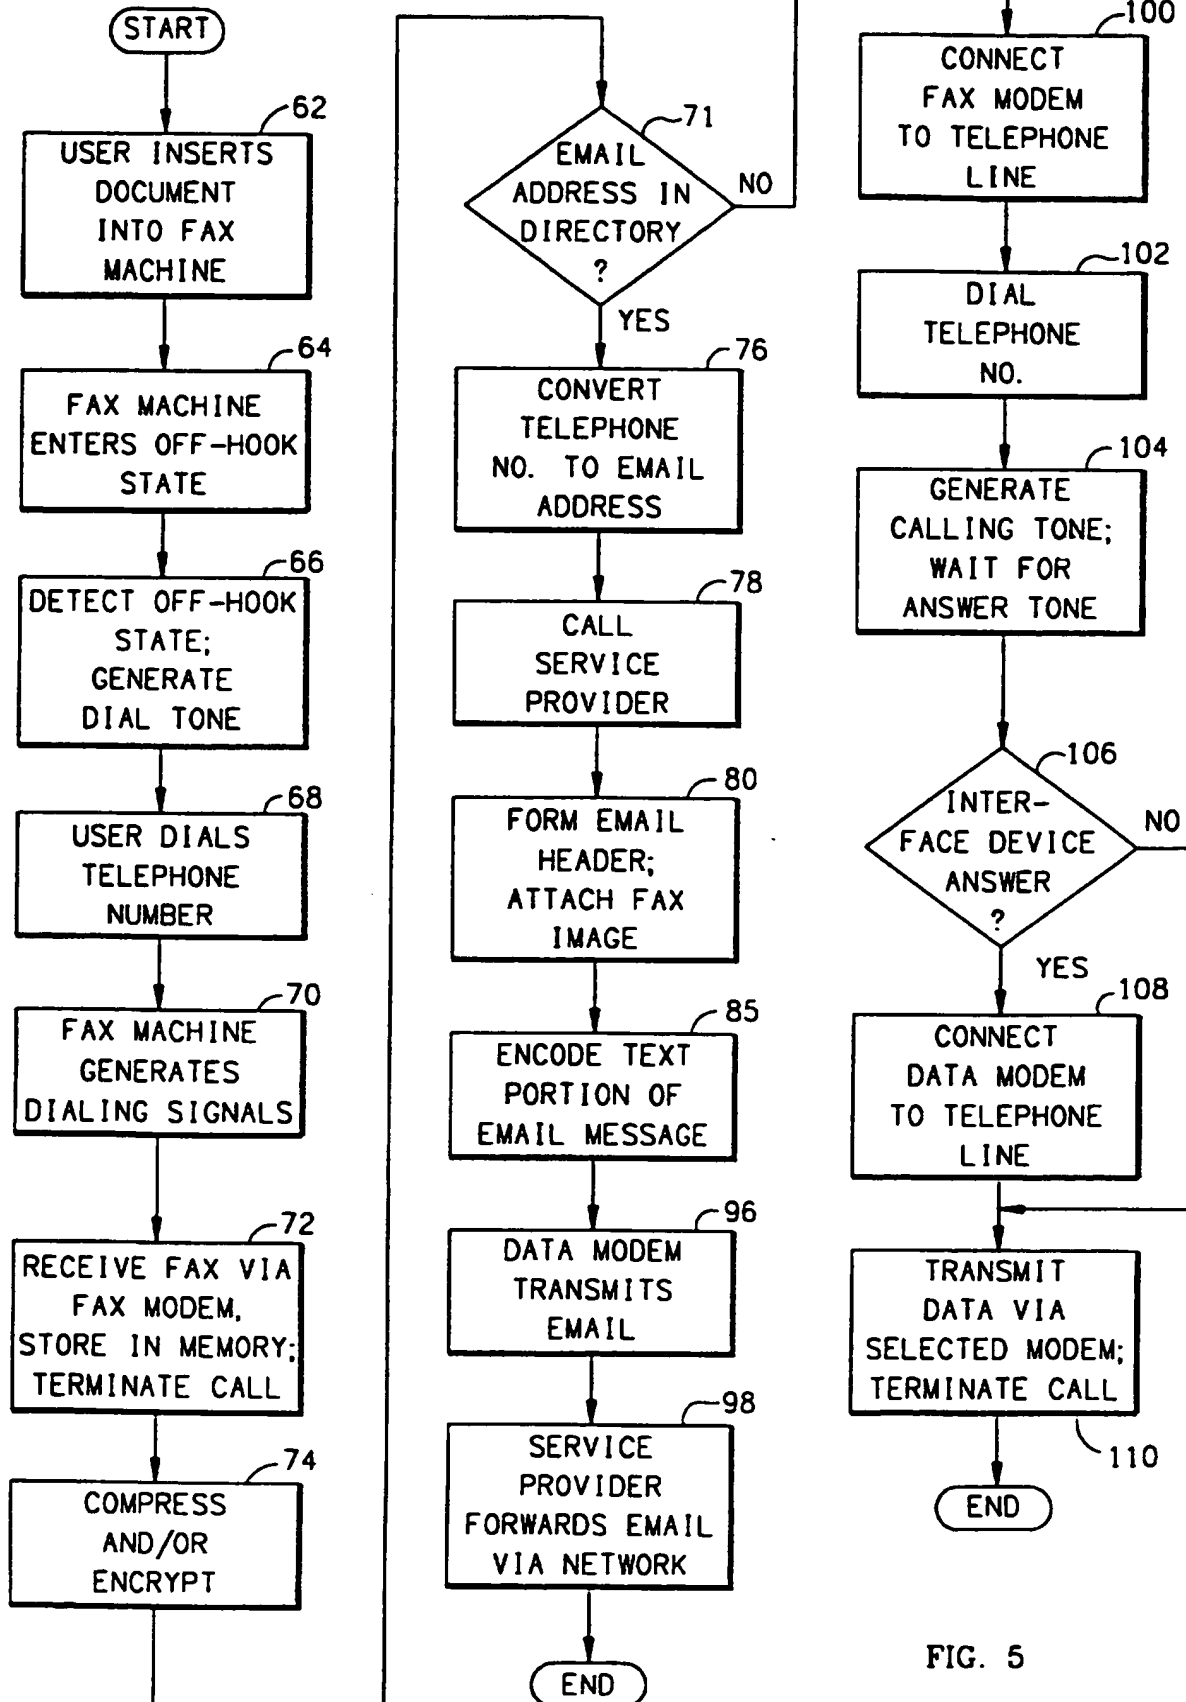 START
62
USER INSERTS
DOCUMENT
INTO FAX
MACHINE
64
FAX MACHINE
ENTERS OFF-HOOK
STATE
66
DETECT OFF-HOOK
STATE;
GENERATE
DIAL TONE
68
USER DIALS
TELEPHONE
NUMBER
70
FAX MACHINE
GENERATES
DIALING SIGNALS
72
RECEIVE FAX VIA
FAX MODEM,
STORE IN MEMORY;
TERMINATE CALL
74
COMPRESS
AND/OR
ENCRYPT
71
EMAIL
ADDRESS IN
DIRECTORY
?
NO
YES
76
CONVERT
TELEPHONE
NO. TO EMAIL
ADDRESS
78
CALL
SERVICE
PROVIDER
80
FORM EMAIL
HEADER;
ATTACH FAX
IMAGE
85
ENCODE TEXT
PORTION OF
EMAIL MESSAGE
96
DATA MODEM
TRANSMITS
EMAIL
98
SERVICE
PROVIDER
FORWARDS EMAIL
VIA NETWORK
END
100
CONNECT
FAX MODEM
TO TELEPHONE
LINE
102
DIAL
TELEPHONE
NO.
104
GENERATE
CALLING TONE;
WAIT FOR
ANSWER TONE
106
INTER-
FACE DEVICE
ANSWER
?
NO
YES
108
CONNECT
DATA MODEM
TO TELEPHONE
LINE
TRANSMIT
DATA VIA
SELECTED MODEM;
TERMINATE CALL
110
END
FIG. 5